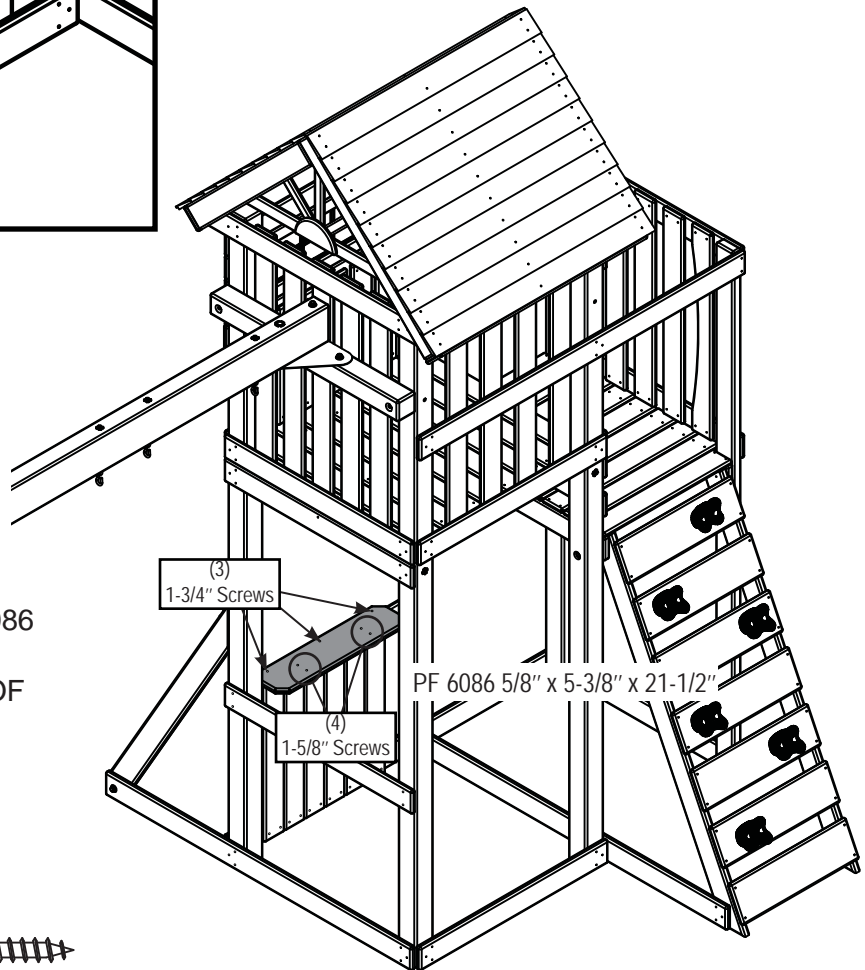 (3)
1-3/4" Screws
PF 6086 5/8" x 5-3/8" x 21-1/2"
(4)
1-5/8" Screws